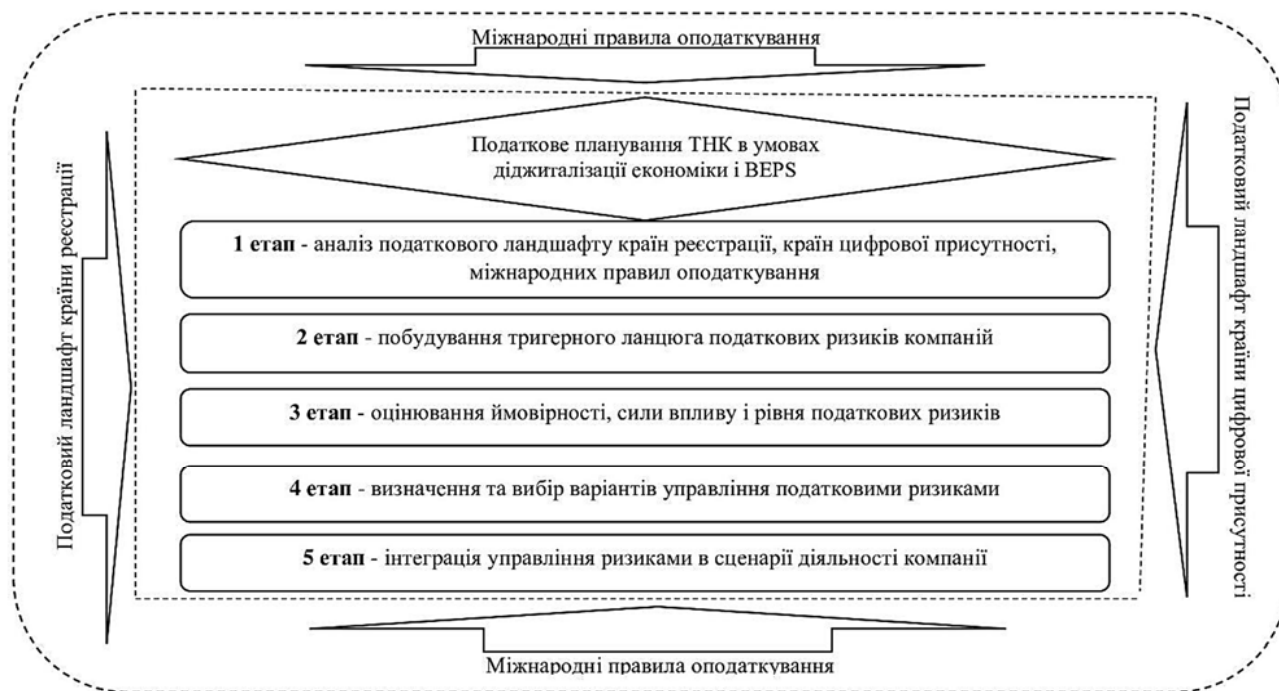 Міжнародні правила оподаткування
Податковий ландшафт країни реєстрації
Податкове планування ТНК в умовах
діджиталізації економіки і BEPS
1 етап - аналіз податкового ландшафту країн реєстрації, країн цифрової присутності,
міжнародних правил оподаткування
2 етап - побудування тригерного ланцюга податкових ризиків компаній
3 етап - оцінювання ймовірності, сили впливу і рівня податкових ризиків
4 етап - визначення та вибір варіантів управління податковими ризиками
5 етап - інтеграція управління ризиками в сценарії діяльності компанії
Податковий ландшафт країни цифрової присутності
Міжнародні правила оподаткування